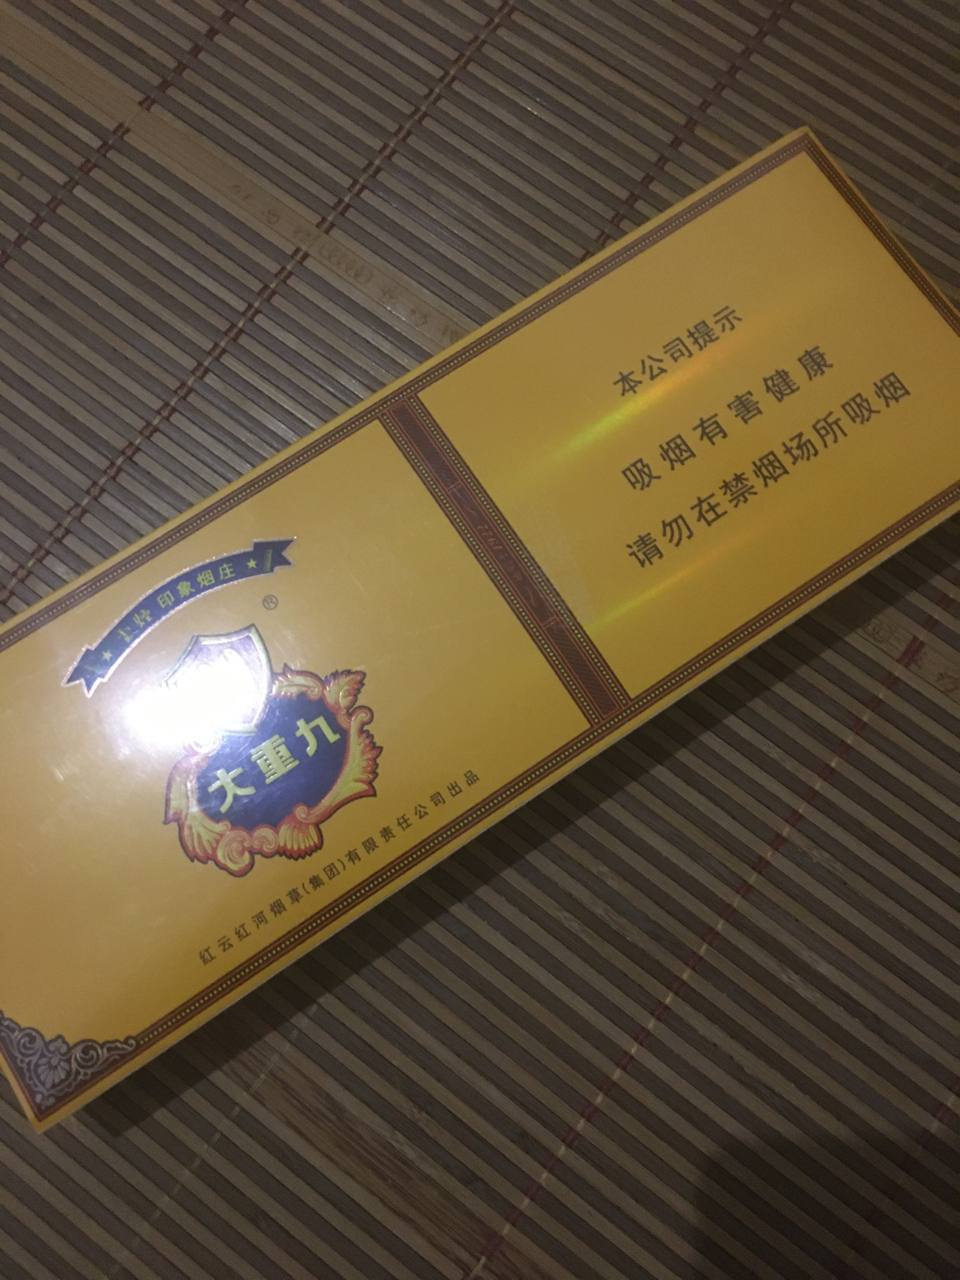 印象烟庄
®
大重九
红云红河烟草(集团)有限责任公司出品
本公司提示
吸烟有害健康
请勿在禁烟场所吸烟